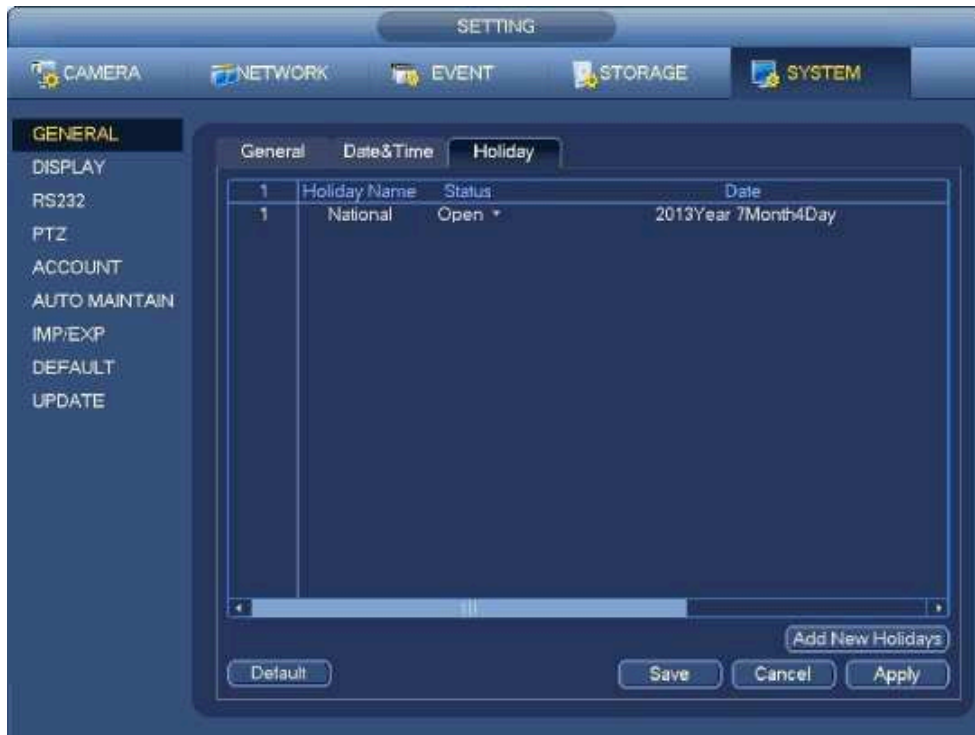 SETTING
CAMERA NETWORK EVENT STORAGE SYSTEM
GENERAL
DISPLAY
RS232
PTZ
ACCOUNT
AUTO MAINTAIN
IMP/EXP
DEFAULT
UPDATE
General Date&Time Holiday
1 Holiday Name Status Date
1 National Open 2013Year 7Month4Day
Add New Holidays
Default Save Cancel Apply